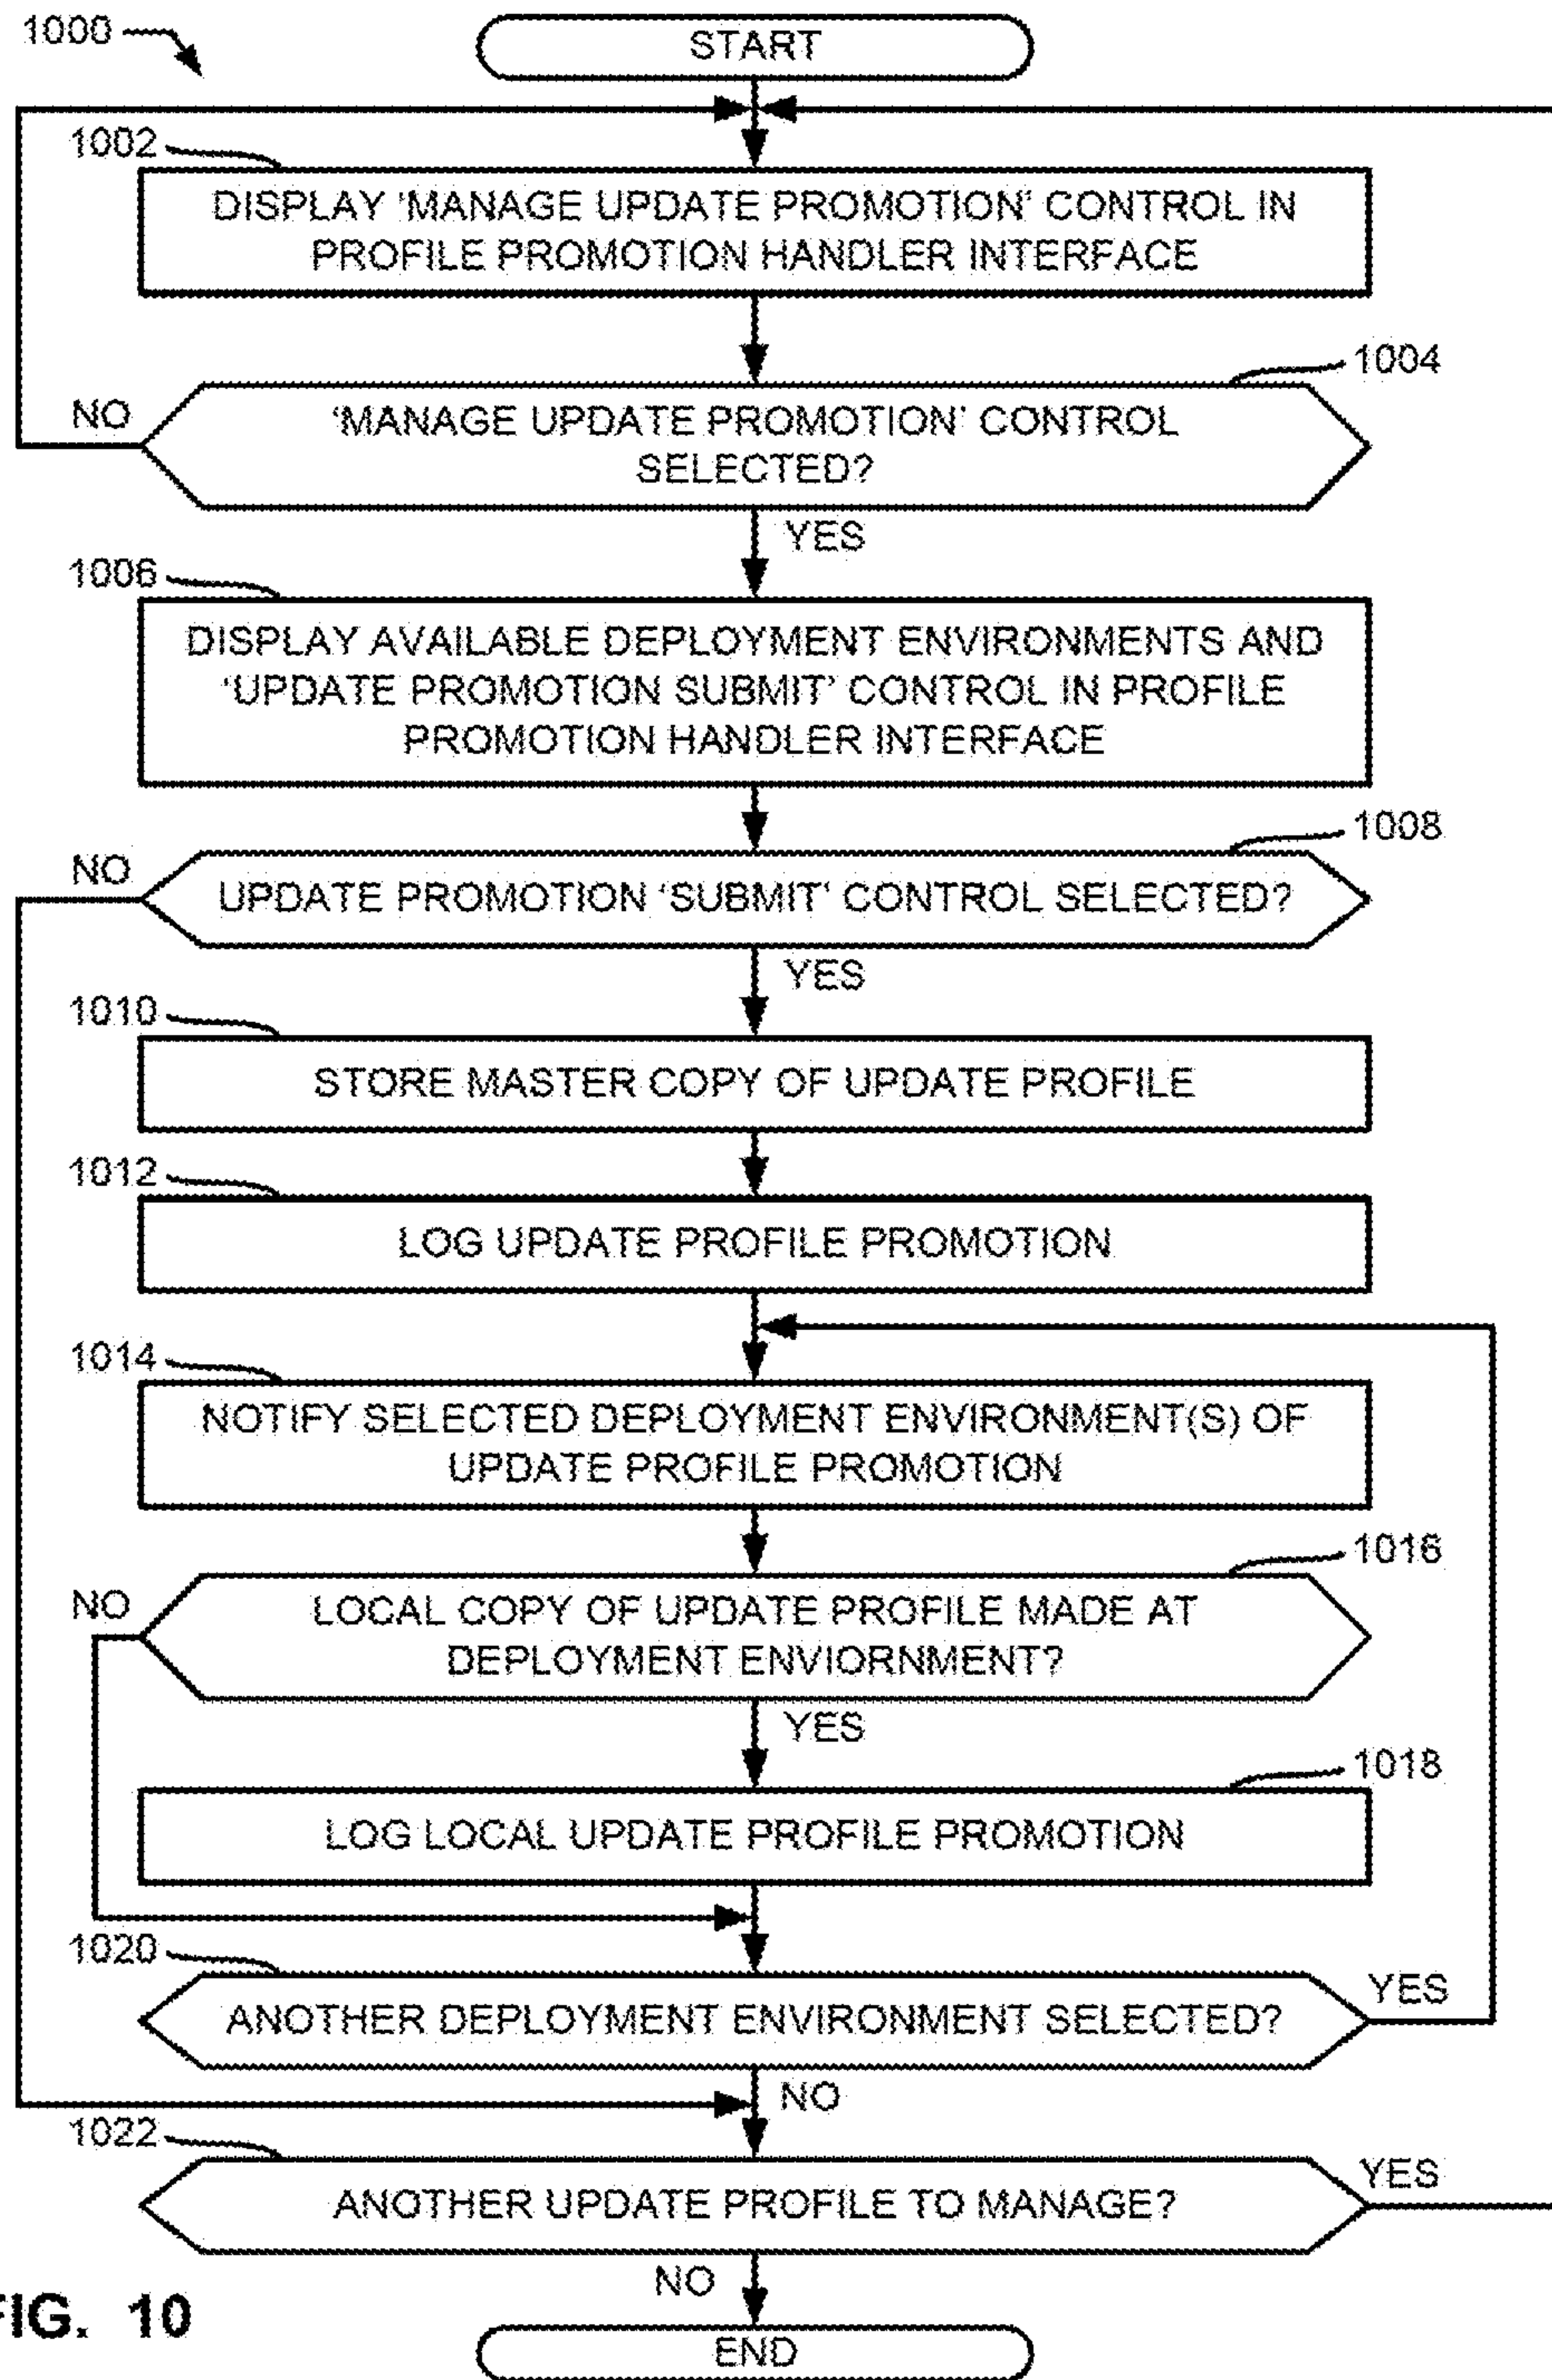 1000
START
1002
DISPLAY 'MANAGE UPDATE PROMOTION' CONTROL IN
PROFILE PROMOTION HANDLER INTERFACE
1004
NO
'MANAGE UPDATE PROMOTION' CONTROL
SELECTED?
YES
1006
DISPLAY AVAILABLE DEPLOYMENT ENVIRONMENTS AND
'UPDATE PROMOTION SUBMIT' CONTROL IN PROFILE
PROMOTION HANDLER INTERFACE
1008
NO
UPDATE PROMOTION 'SUBMIT' CONTROL SELECTED?
YES
1010
STORE MASTER COPY OF UPDATE PROFILE
1012
LOG UPDATE PROFILE PROMOTION
1014
NOTIFY SELECTED DEPLOYMENT ENVIRONMENT(S) OF
UPDATE PROFILE PROMOTION
1016
NO
LOCAL COPY OF UPDATE PROFILE MADE AT
DEPLOYMENT ENVIORNMENT?
YES
1018
LOG LOCAL UPDATE PROFILE PROMOTION
1020
YES
ANOTHER DEPLOYMENT ENVIRONMENT SELECTED?
NO
1022
YES
ANOTHER UPDATE PROFILE TO MANAGE?
NO
FIG. 10
END